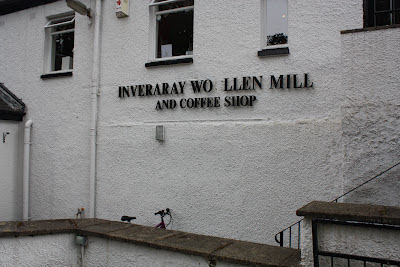 INVERARAY WO LLEN MILL
AND COFFEE SHOP